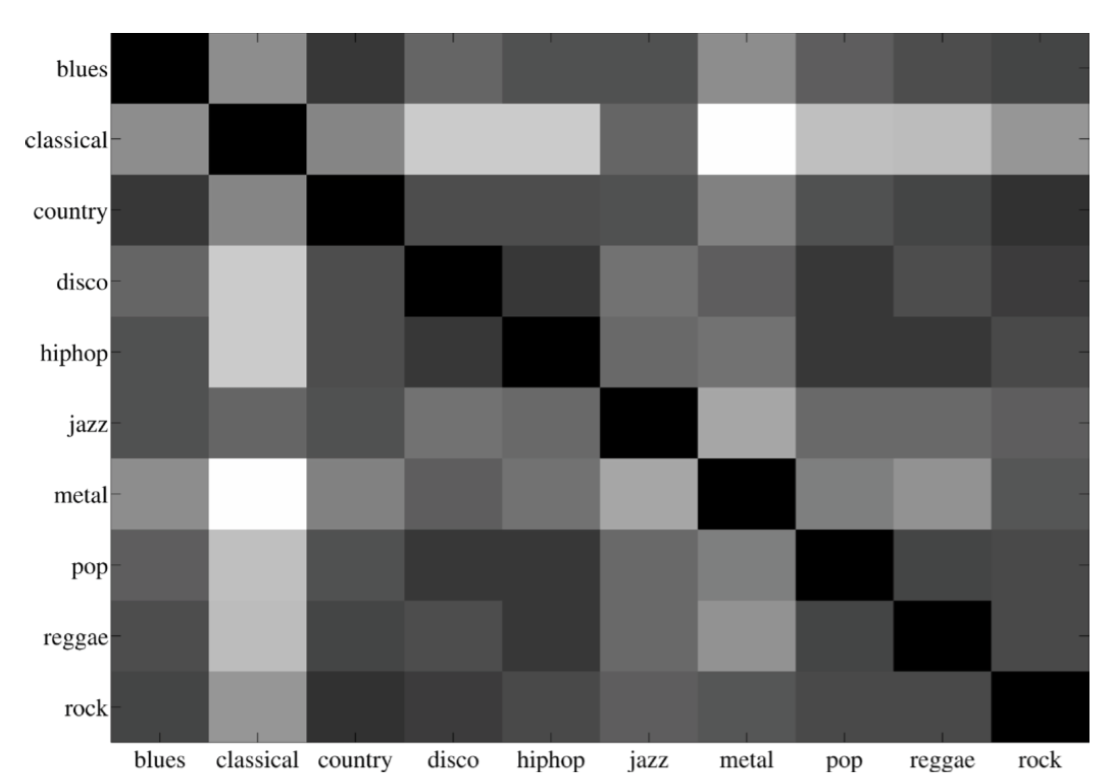 blues
classical
country
disco
hiphop
jazz
metal
pop
reggae
rock
blues classical country disco hiphop jazz metal pop reggae rock